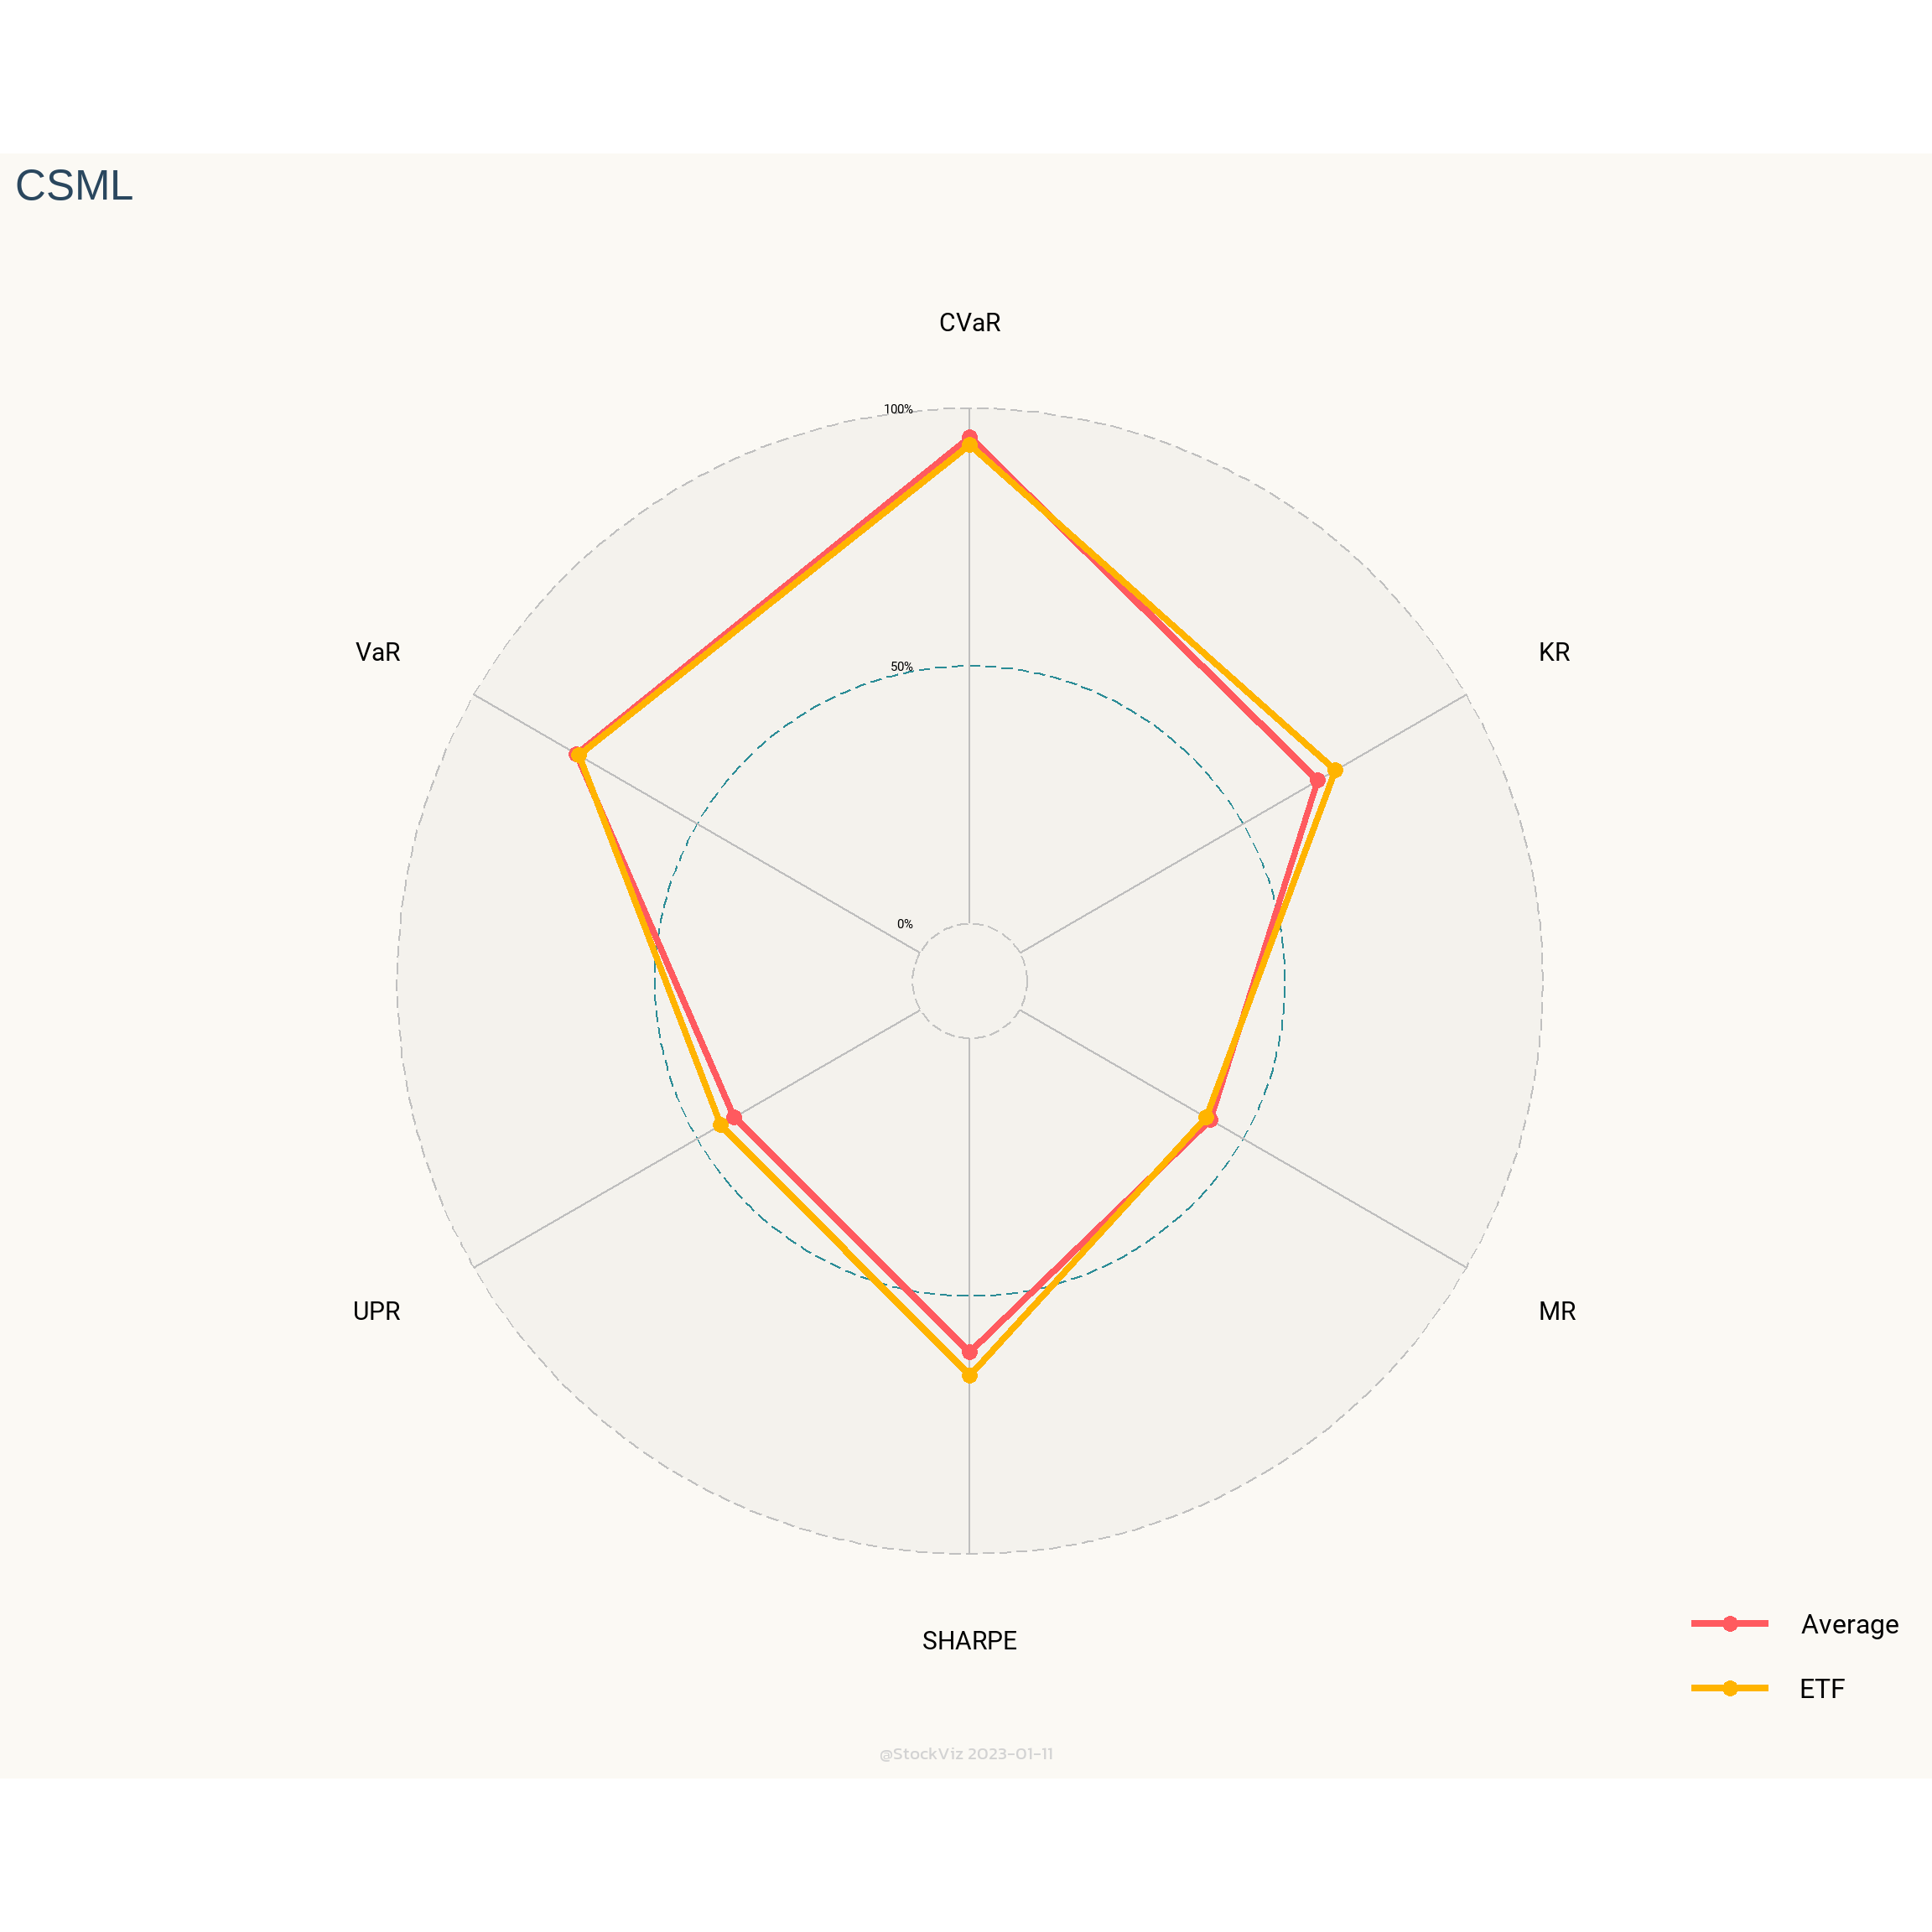 CSML
CVaR
100%
VaR
KR
50%
0%
UPR
MR
SHARPE
Average
ETF
@StockViz 2023-01-11